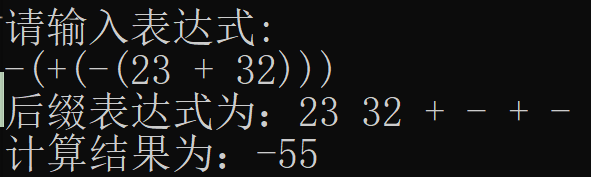 请输入表达式:
-(+(-(23 + 32)))
后缀表达式为：23 32 + - + -
计算结果为：-55